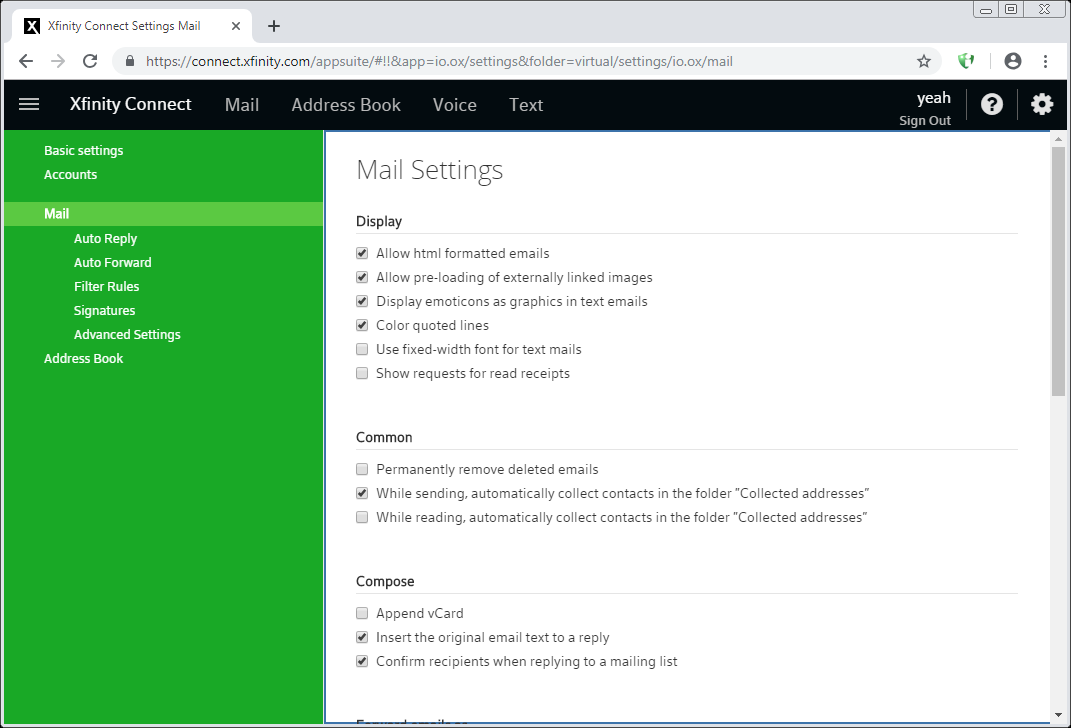 Xfinity Connect Settings Mail
https://connect.xfinity.com/appsuite/#!!&app=io.ox/settings&folder=virtual/settings/io.ox/mail
Xfinity Connect Mail Address Book Voice Text
yeah
Sign Out
Basic settings
Accounts
Mail
Auto Reply
Auto Forward
Filter Rules
Signatures
Advanced Settings
Address Book
Mail Settings
Display
Allow html formatted emails
Allow pre-loading of externally linked images
Display emoticons as graphics in text emails
Color quoted lines
Use fixed-width font for text mails
Show requests for read receipts
Common
Permanently remove deleted emails
While sending, automatically collect contacts in the folder "Collected addresses"
While reading, automatically collect contacts in the folder "Collected addresses"
Compose
Append vCard
Insert the original email text to a reply
Confirm recipients when replying to a mailing list
Forward emails as